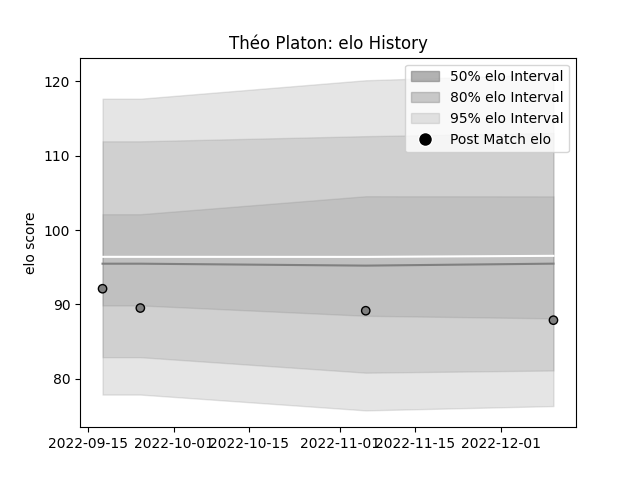 Théo Platon: elo History
120
110
100
90
80
elo score
50% elo Interval
80% elo Interval
95% elo Interval
Post Match elo
2022-09-15
2022-10-01
2022-10-15
2022-11-01
2022-11-15
2022-12-01